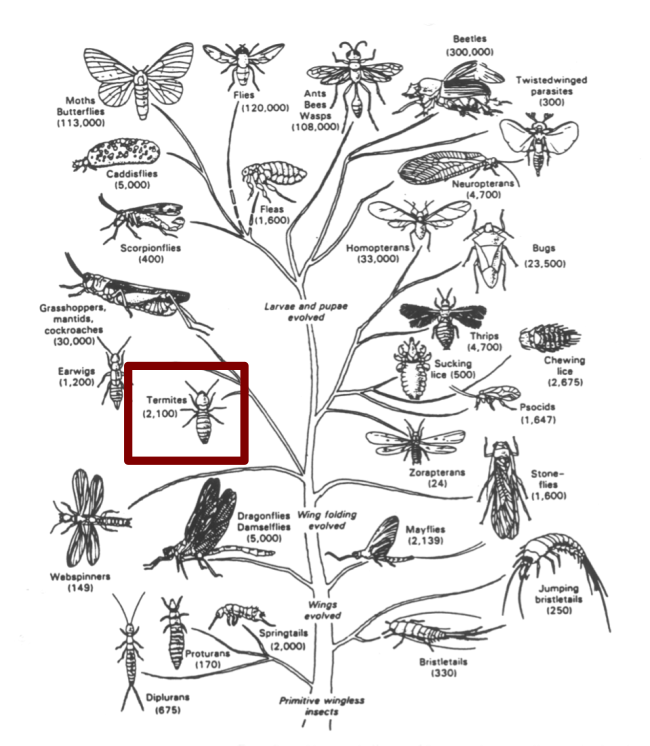 Moths
Butterflies
(113,000)
Flies
(120,000)
Ants
Bees
Wasps
(108,000)
Beetles
(300,000)
Twistedwinged
parasites
(300)
Caddisflies
(5,000)
Fleas
(1,600)
Neuropterans
(4,700)
Scorpionflies
(400)
Homopterans
(33,000)
Bugs
(23,500)
Grasshoppers,
mantids,
cockroaches
(30,000)
Larvae and pupae
evolved
Thrips
(4,700)
Earwigs
(1,200)
Sucking
lice (500)
Chewing
lice
(2,675)
Termites
(2,100)
Psocids
(1,647)
Zorapterans
(24)
Stone-
flies
(1,600)
Dragonflies
Damselflies
(5,000)
Wing folding
evolved
Mayflies
(2,139)
Webspinners
(149)
Jumping
bristletails
(250)
Wings
evolved
Springtails
(2,000)
Proturans
(170)
Bristletails
(330)
Diplurans
(675)
Primitive wingless
insects